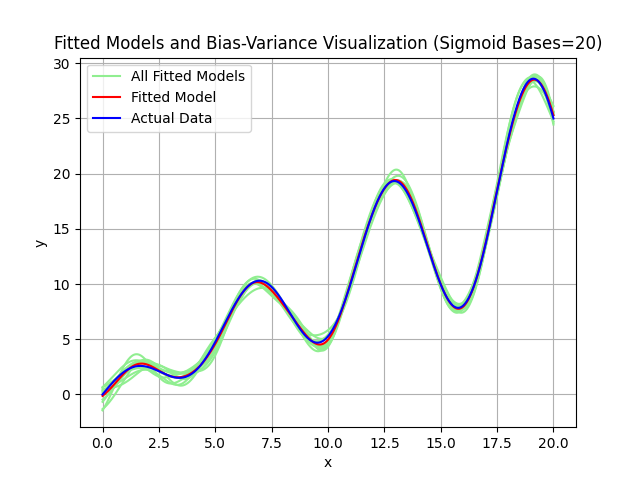 Fitted Models and Bias-Variance Visualization (Sigmoid Bases=20)
All Fitted Models
Fitted Model
Actual Data
30
25
20
15
10
5
0
y
0.0 2.5 5.0 7.5 10.0 12.5 15.0 17.5 20.0
x